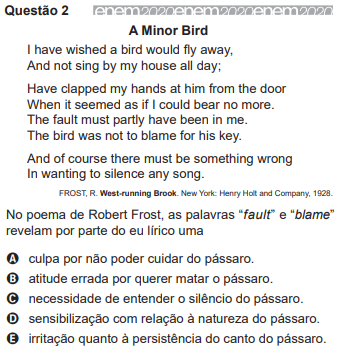 Questão 2 enem2020enem2020enem2020
A Minor Bird
I have wished a bird would fly away,
And not sing by my house all day;
Have clapped my hands at him from the door
When it seemed as if I could bear no more.
The fault must partly have been in me.
The bird was not to blame for his key.
And of course there must be something wrong
In wanting to silence any song.
FROST, R. West-running Brook. New York: Henry Holt and Company, 1928.
No poema de Robert Frost, as palavras “fault” e “blame”
revelam por parte do eu lírico uma
A culpa por não poder cuidar do pássaro.
B atitude errada por querer matar o pássaro.
C necessidade de entender o silêncio do pássaro.
D sensibilização com relação à natureza do pássaro.
E irritação quanto à persistência do canto do pássaro.